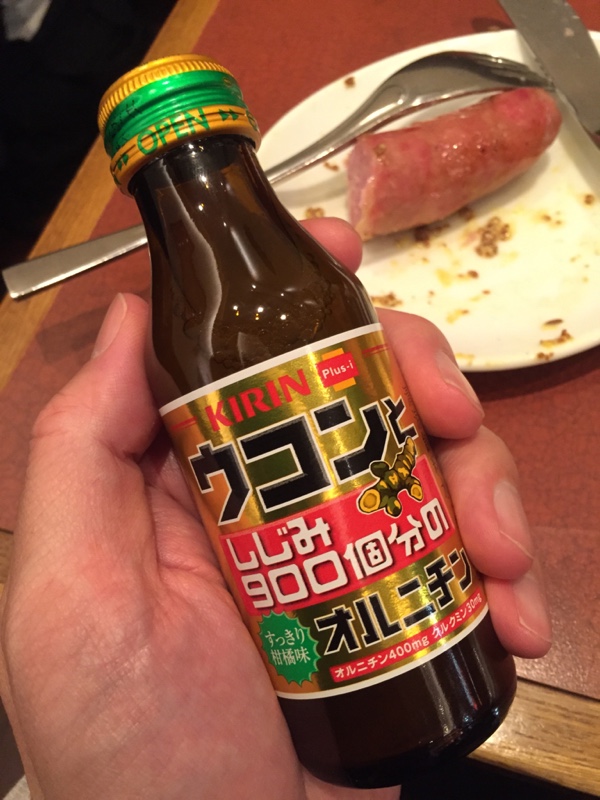 OPEN
KIRIN Plus-i
ウコンと
しじみ
900個分の
オルニチン
すっきり
柑橘味
オルニチン400mg クルクミン30mg